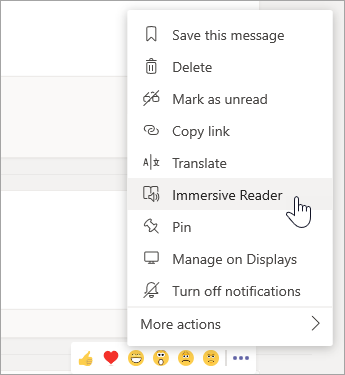 Save this message
Delete
Mark as unread
Copy link
Translate
Immersive Reader
Pin
Manage on Displays
Turn off notifications
More actions